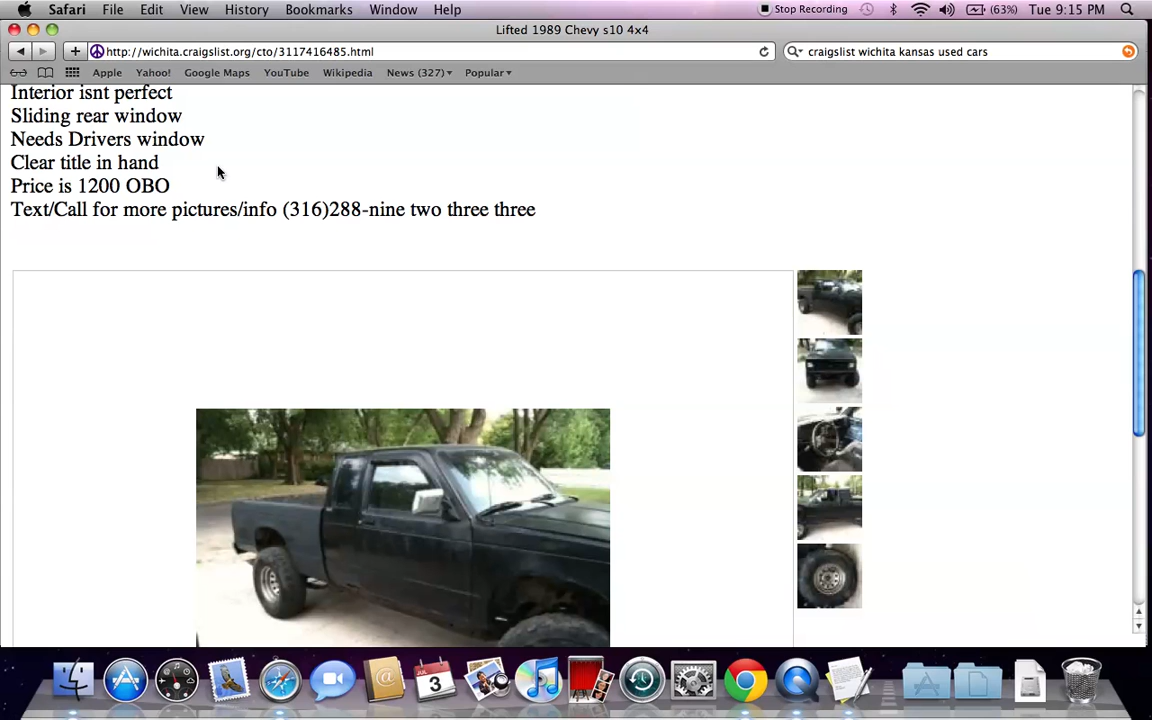 Safari File Edit View History Bookmarks Window Help Stop Recording (63%) Tue 9:15 PM
Lifted 1989 Chevy s10 4x4
http://wichita.craigslist.org/cto/3117416485.html craigslist wichita kansas used cars
Apple Yahoo! Google Maps YouTube Wikipedia News (327) Popular
Interior isnt perfect
Sliding rear window
Needs Drivers window
Clear title in hand
Price is 1200 OBO
Text/Call for more pictures/info (316)288-nine two three three
JUL
3